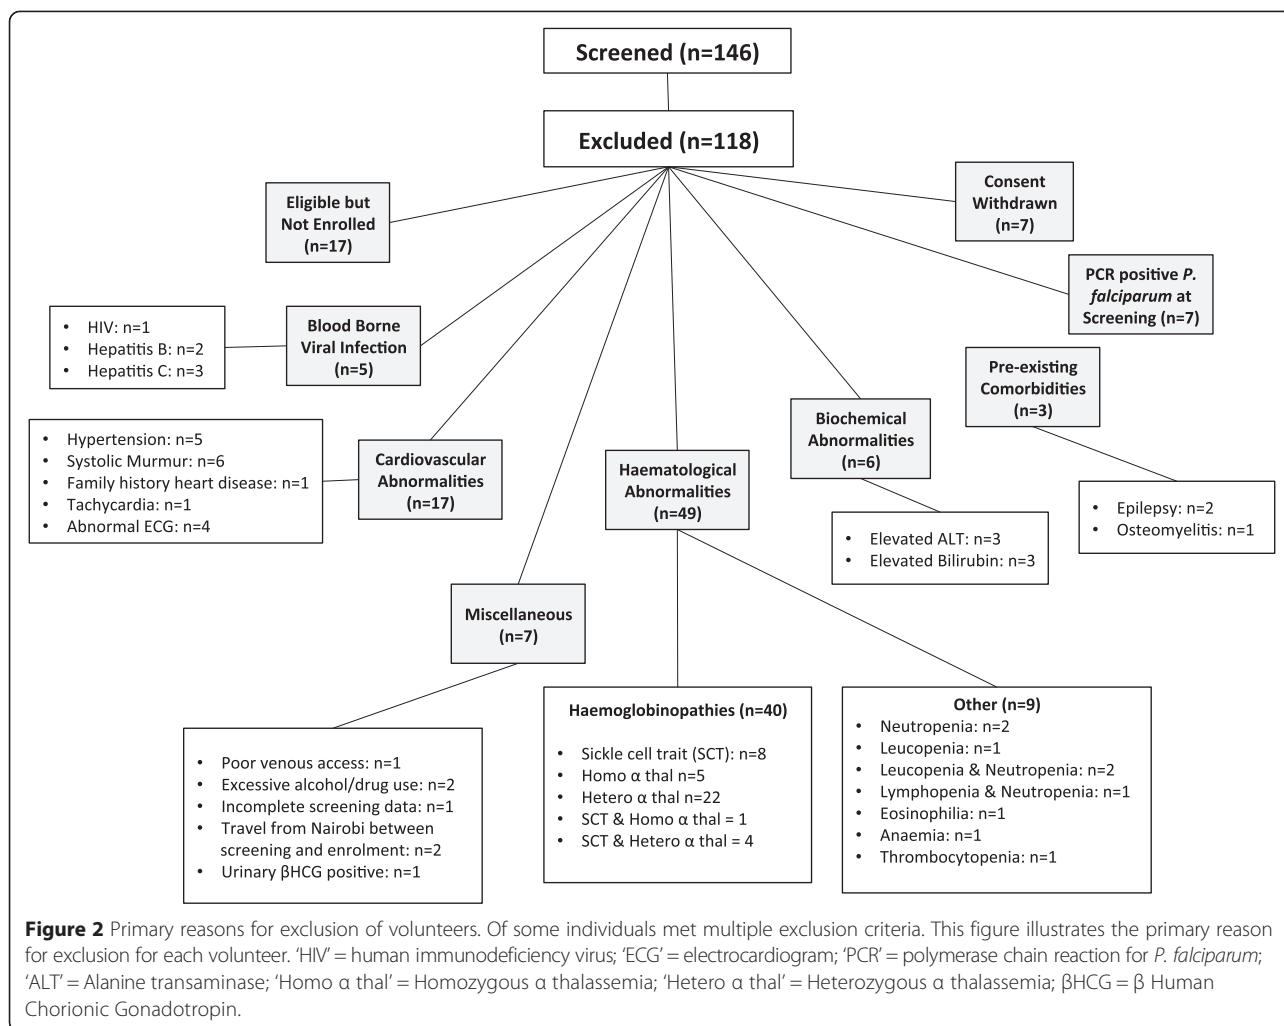 Screened (n=146)
Excluded (n=118)
Eligible but
Not Enrolled
(n=17)
Consent
Withdrawn
(n=7)
PCR positive P.
falciparum at
Screening (n=7)
Blood Borne
Viral Infection
(n=5)
• HIV: n=1
• Hepatitis B: n=2
• Hepatitis C: n=3
Pre-existing
Comorbidities
(n=3)
• Epilepsy: n=2
• Osteomyelitis: n=1
Cardiovascular
Abnormalities
(n=17)
• Hypertension: n=5
• Systolic Murmur: n=6
• Family history heart disease: n=1
• Tachycardia: n=1
• Abnormal ECG: n=4
Haematological
Abnormalities
(n=49)
Biochemical
Abnormalities
(n=6)
• Elevated ALT: n=3
• Elevated Bilirubin: n=3
Miscellaneous
(n=7)
• Poor venous access: n=1
• Excessive alcohol/drug use: n=2
• Incomplete screening data: n=1
• Travel from Nairobi between
screening and enrolment: n=2
• Urinary βHCG positive: n=1
Haemoglobinopathies (n=40)
• Sickle cell trait (SCT): n=8
• Homo α thal n=5
• Hetero α thal n=22
• SCT & Homo α thal = 1
• SCT & Hetero α thal = 4
Other (n=9)
• Neutropenia: n=2
• Leucopenia: n=1
• Leucopenia & Neutropenia: n=2
• Lymphopenia & Neutropenia: n=1
• Eosinophilia: n=1
• Anaemia: n=1
• Thrombocytopenia: n=1
Figure 2 Primary reasons for exclusion of volunteers. Of some individuals met multiple exclusion criteria. This figure illustrates the primary reason
for exclusion for each volunteer. ‘HIV’ = human immunodeficiency virus; ‘ECG’ = electrocardiogram; ‘PCR’ = polymerase chain reaction for P. falciparum;
‘ALT’ = Alanine transaminase; ‘Homo α thal’ = Homozygous α thalassemia; ‘Hetero α thal’ = Heterozygous α thalassemia; βHCG = β Human
Chorionic Gonadotropin.